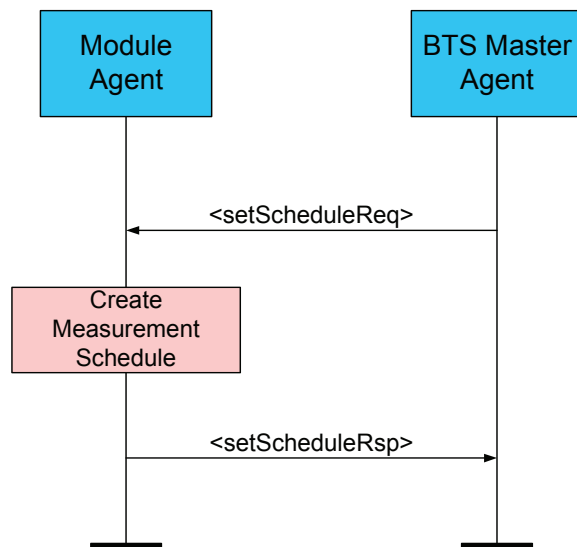 Module
Agent
BTS Master
Agent
<setScheduleReq>
Create
Measurement
Schedule
<setScheduleRsp>